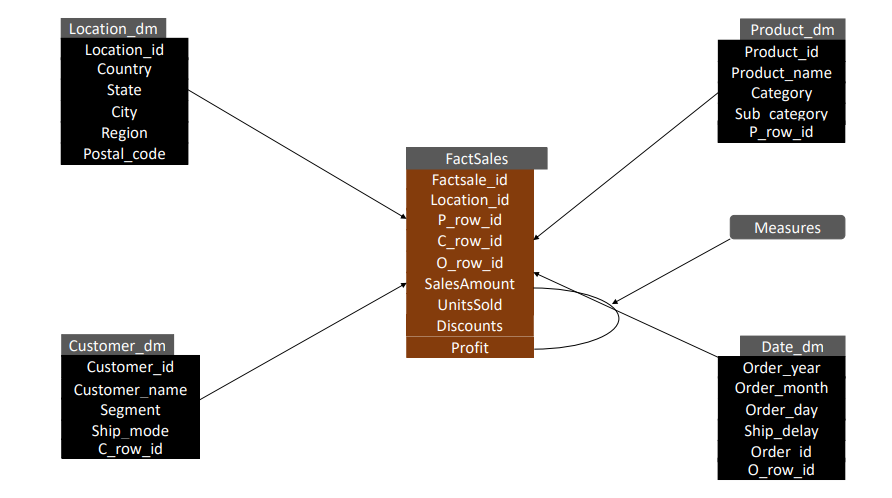 Location_dm
Location_id
Country
State
City
Region
Postal_code
Product_dm
Product_id
Product_name
Category
Sub_category
P_row_id
FactSales
Factsale_id
Location_id
P_row_id
C_row_id
O_row_id
SalesAmount
UnitsSold
Discounts
Profit
Measures
Customer_dm
Customer_id
Customer_name
Segment
Ship_mode
C_row_id
Date_dm
Order_year
Order_month
Order_day
Ship_delay
Order_id
O_row_id